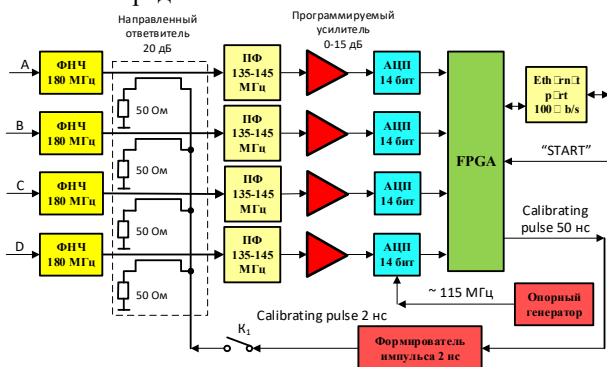 Направленный
ответвитель
20 дБ
Программируемый
усилитель
0-15 дБ
A
ФНЧ
180 МГц
50 Ом
ПФ
135-145
МГц
АЦП
14 бит
Eth□rn□t
p□rt
100□ b/s
B
ФНЧ
180 МГц
50 Ом
ПФ
135-145
МГц
АЦП
14 бит
FPGA
“START”
C
ФНЧ
180 МГц
50 Ом
ПФ
135-145
МГц
АЦП
14 бит
Calibrating
pulse 50 нс
D
ФНЧ
180 МГц
50 Ом
ПФ
135-145
МГц
АЦП
14 бит
~ 115 МГц
Опорный
генератор
Calibrating pulse 2 нс
K₁
Формирователь
импульса 2 нс